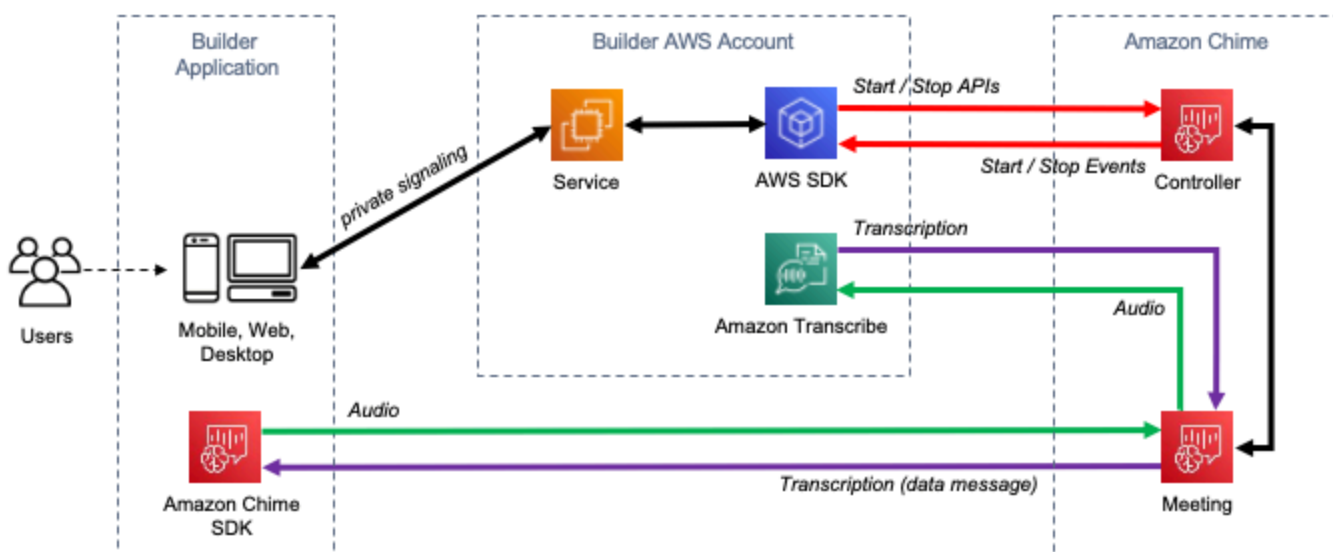 Builder
Application
Builder AWS Account
Amazon Chime
Start / Stop APIs
private signaling
Service
AWS SDK
Start / Stop Events
Controller
Transcription
Users
Mobile, Web,
Desktop
Amazon Transcribe
Audio
Audio
Transcription (data message)
Amazon Chime
SDK
Meeting